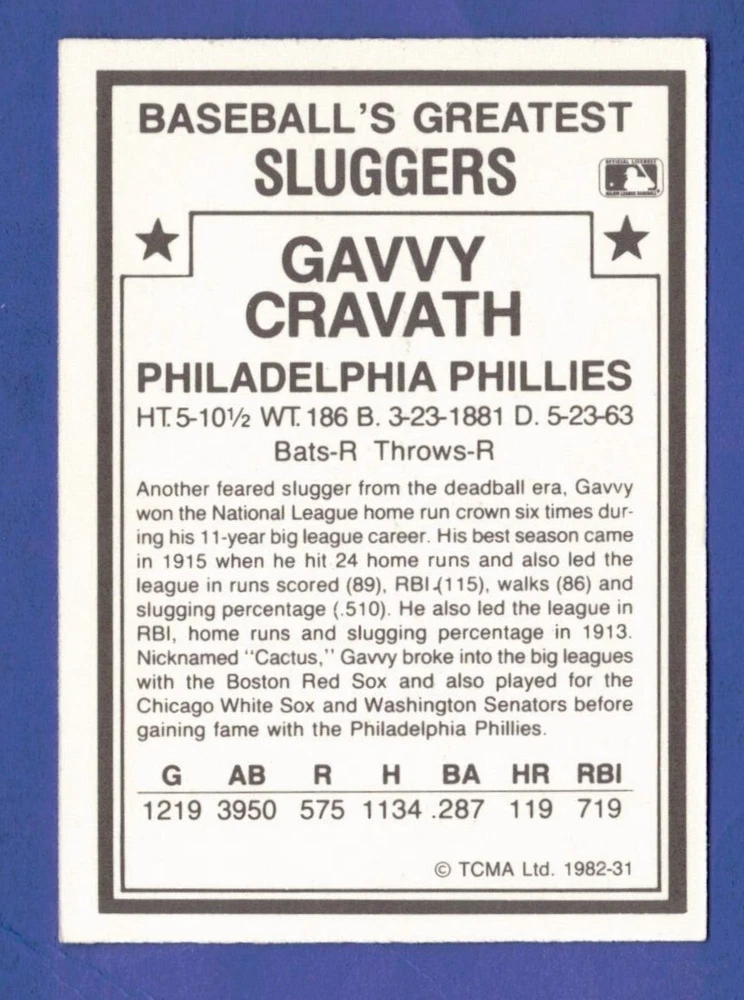 BASEBALL'S GREATEST
SLUGGERS
OFFICIAL LICENSEE
MAJOR LEAGUE BASEBALL
GAVVY
CRAVATH
PHILADELPHIA PHILLIES
HT. 5-10½ WT. 186 B. 3-23-1881 D. 5-23-63
Bats-R Throws-R
Another feared slugger from the deadball era, Gavvy
won the National League home run crown six times dur-
ing his 11-year big league career. His best season came
in 1915 when he hit 24 home runs and also led the
league in runs scored (89), RBI (115), walks (86) and
slugging percentage (.510). He also led the league in
RBI, home runs and slugging percentage in 1913.
Nicknamed "Cactus," Gavvy broke into the big leagues
with the Boston Red Sox and also played for the
Chicago White Sox and Washington Senators before
gaining fame with the Philadelphia Phillies.
G AB R H BA HR RBI
1219 3950 575 1134 .287 119 719
© TCMA Ltd. 1982-31